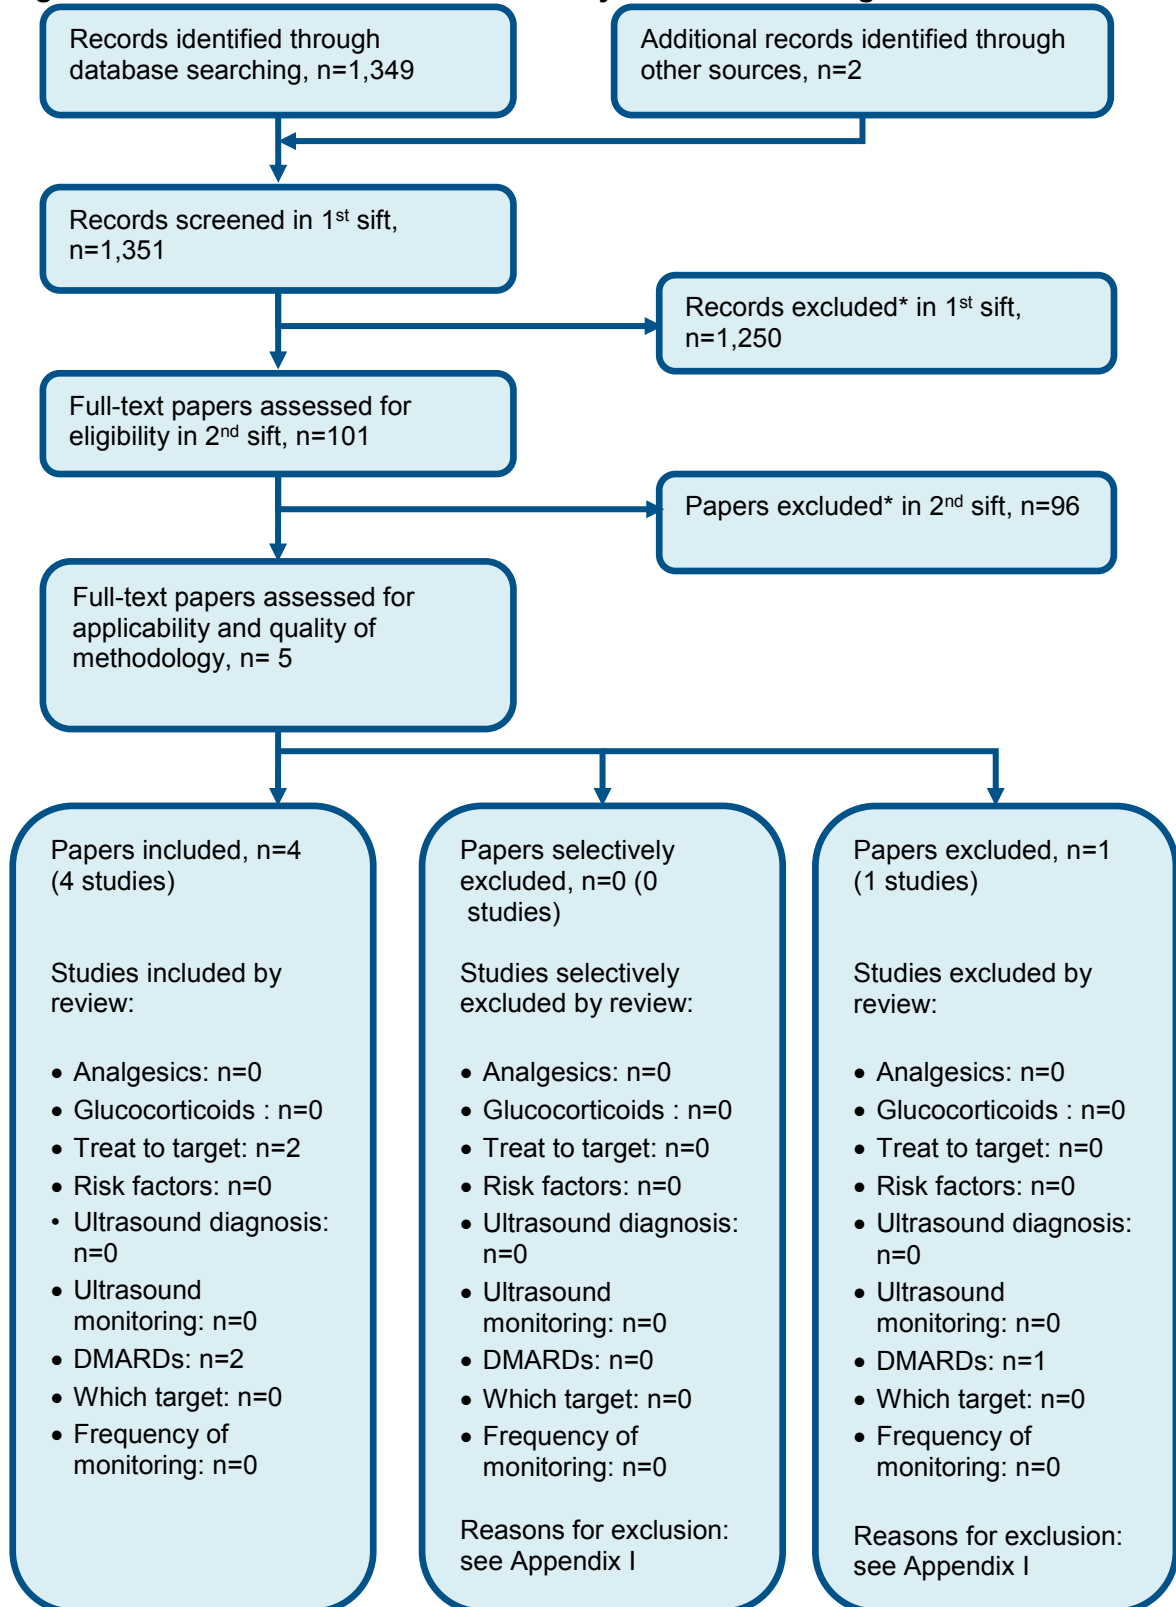 Records identified through
database searching, n=1,349
Additional records identified through
other sources, n=2
Records screened in 1st sift,
n=1,351
Records excluded* in 1st sift,
n=1,250
Full-text papers assessed for
eligibility in 2nd sift, n=101
Papers excluded* in 2nd sift, n=96
Full-text papers assessed for
applicability and quality of
methodology, n= 5
Papers included, n=4
(4 studies)
Studies included by
review:
• Analgesics: n=0
• Glucocorticoids : n=0
• Treat to target: n=2
• Risk factors: n=0
• Ultrasound diagnosis:
n=0
• Ultrasound
monitoring: n=0
• DMARDs: n=2
• Which target: n=0
• Frequency of
monitoring: n=0
Papers selectively
excluded, n=0 (0
studies)
Studies selectively
excluded by review:
• Analgesics: n=0
• Glucocorticoids : n=0
• Treat to target: n=0
• Risk factors: n=0
• Ultrasound diagnosis:
n=0
• Ultrasound
monitoring: n=0
• DMARDs: n=0
• Which target: n=0
• Frequency of
monitoring: n=0
Reasons for exclusion:
see Appendix I
Papers excluded, n=1
(1 studies)
Studies excluded by
review:
• Analgesics: n=0
• Glucocorticoids : n=0
• Treat to target: n=0
• Risk factors: n=0
• Ultrasound diagnosis:
n=0
• Ultrasound
monitoring: n=0
• DMARDs: n=1
• Which target: n=0
• Frequency of
monitoring: n=0
Reasons for exclusion:
see Appendix I